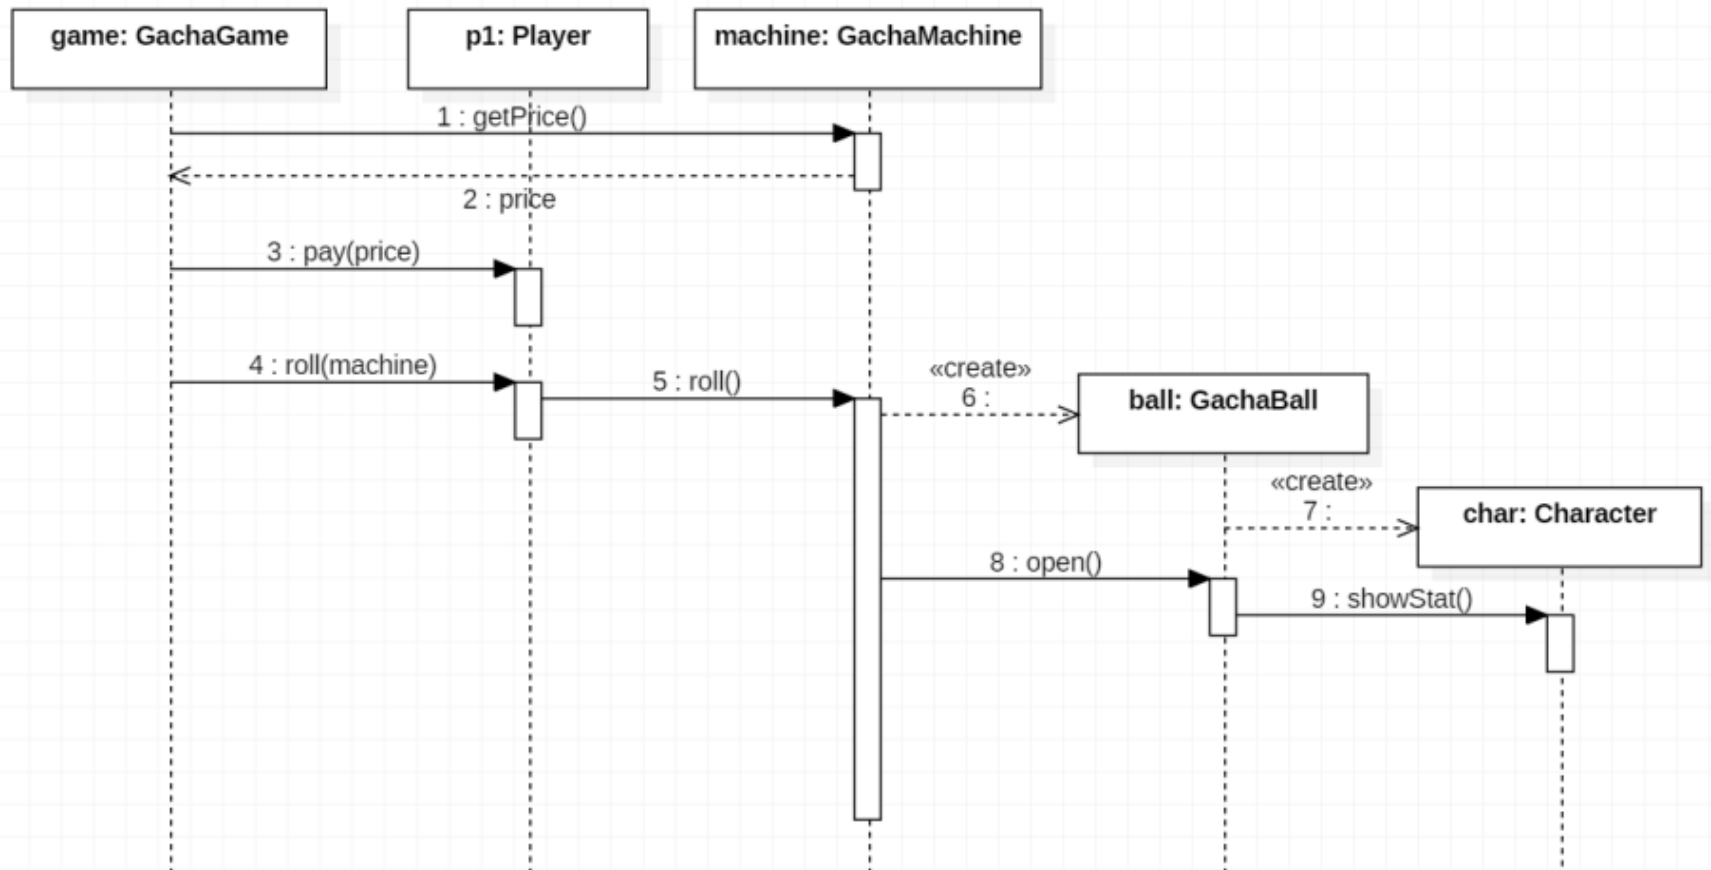 game: GachaGame
p1: Player
machine: GachaMachine
1 : getPrice()
2 : price
3 : pay(price)
4 : roll(machine)
5 : roll()
«create»
6 :
ball: GachaBall
«create»
7 :
char: Character
8 : open()
9 : showStat()